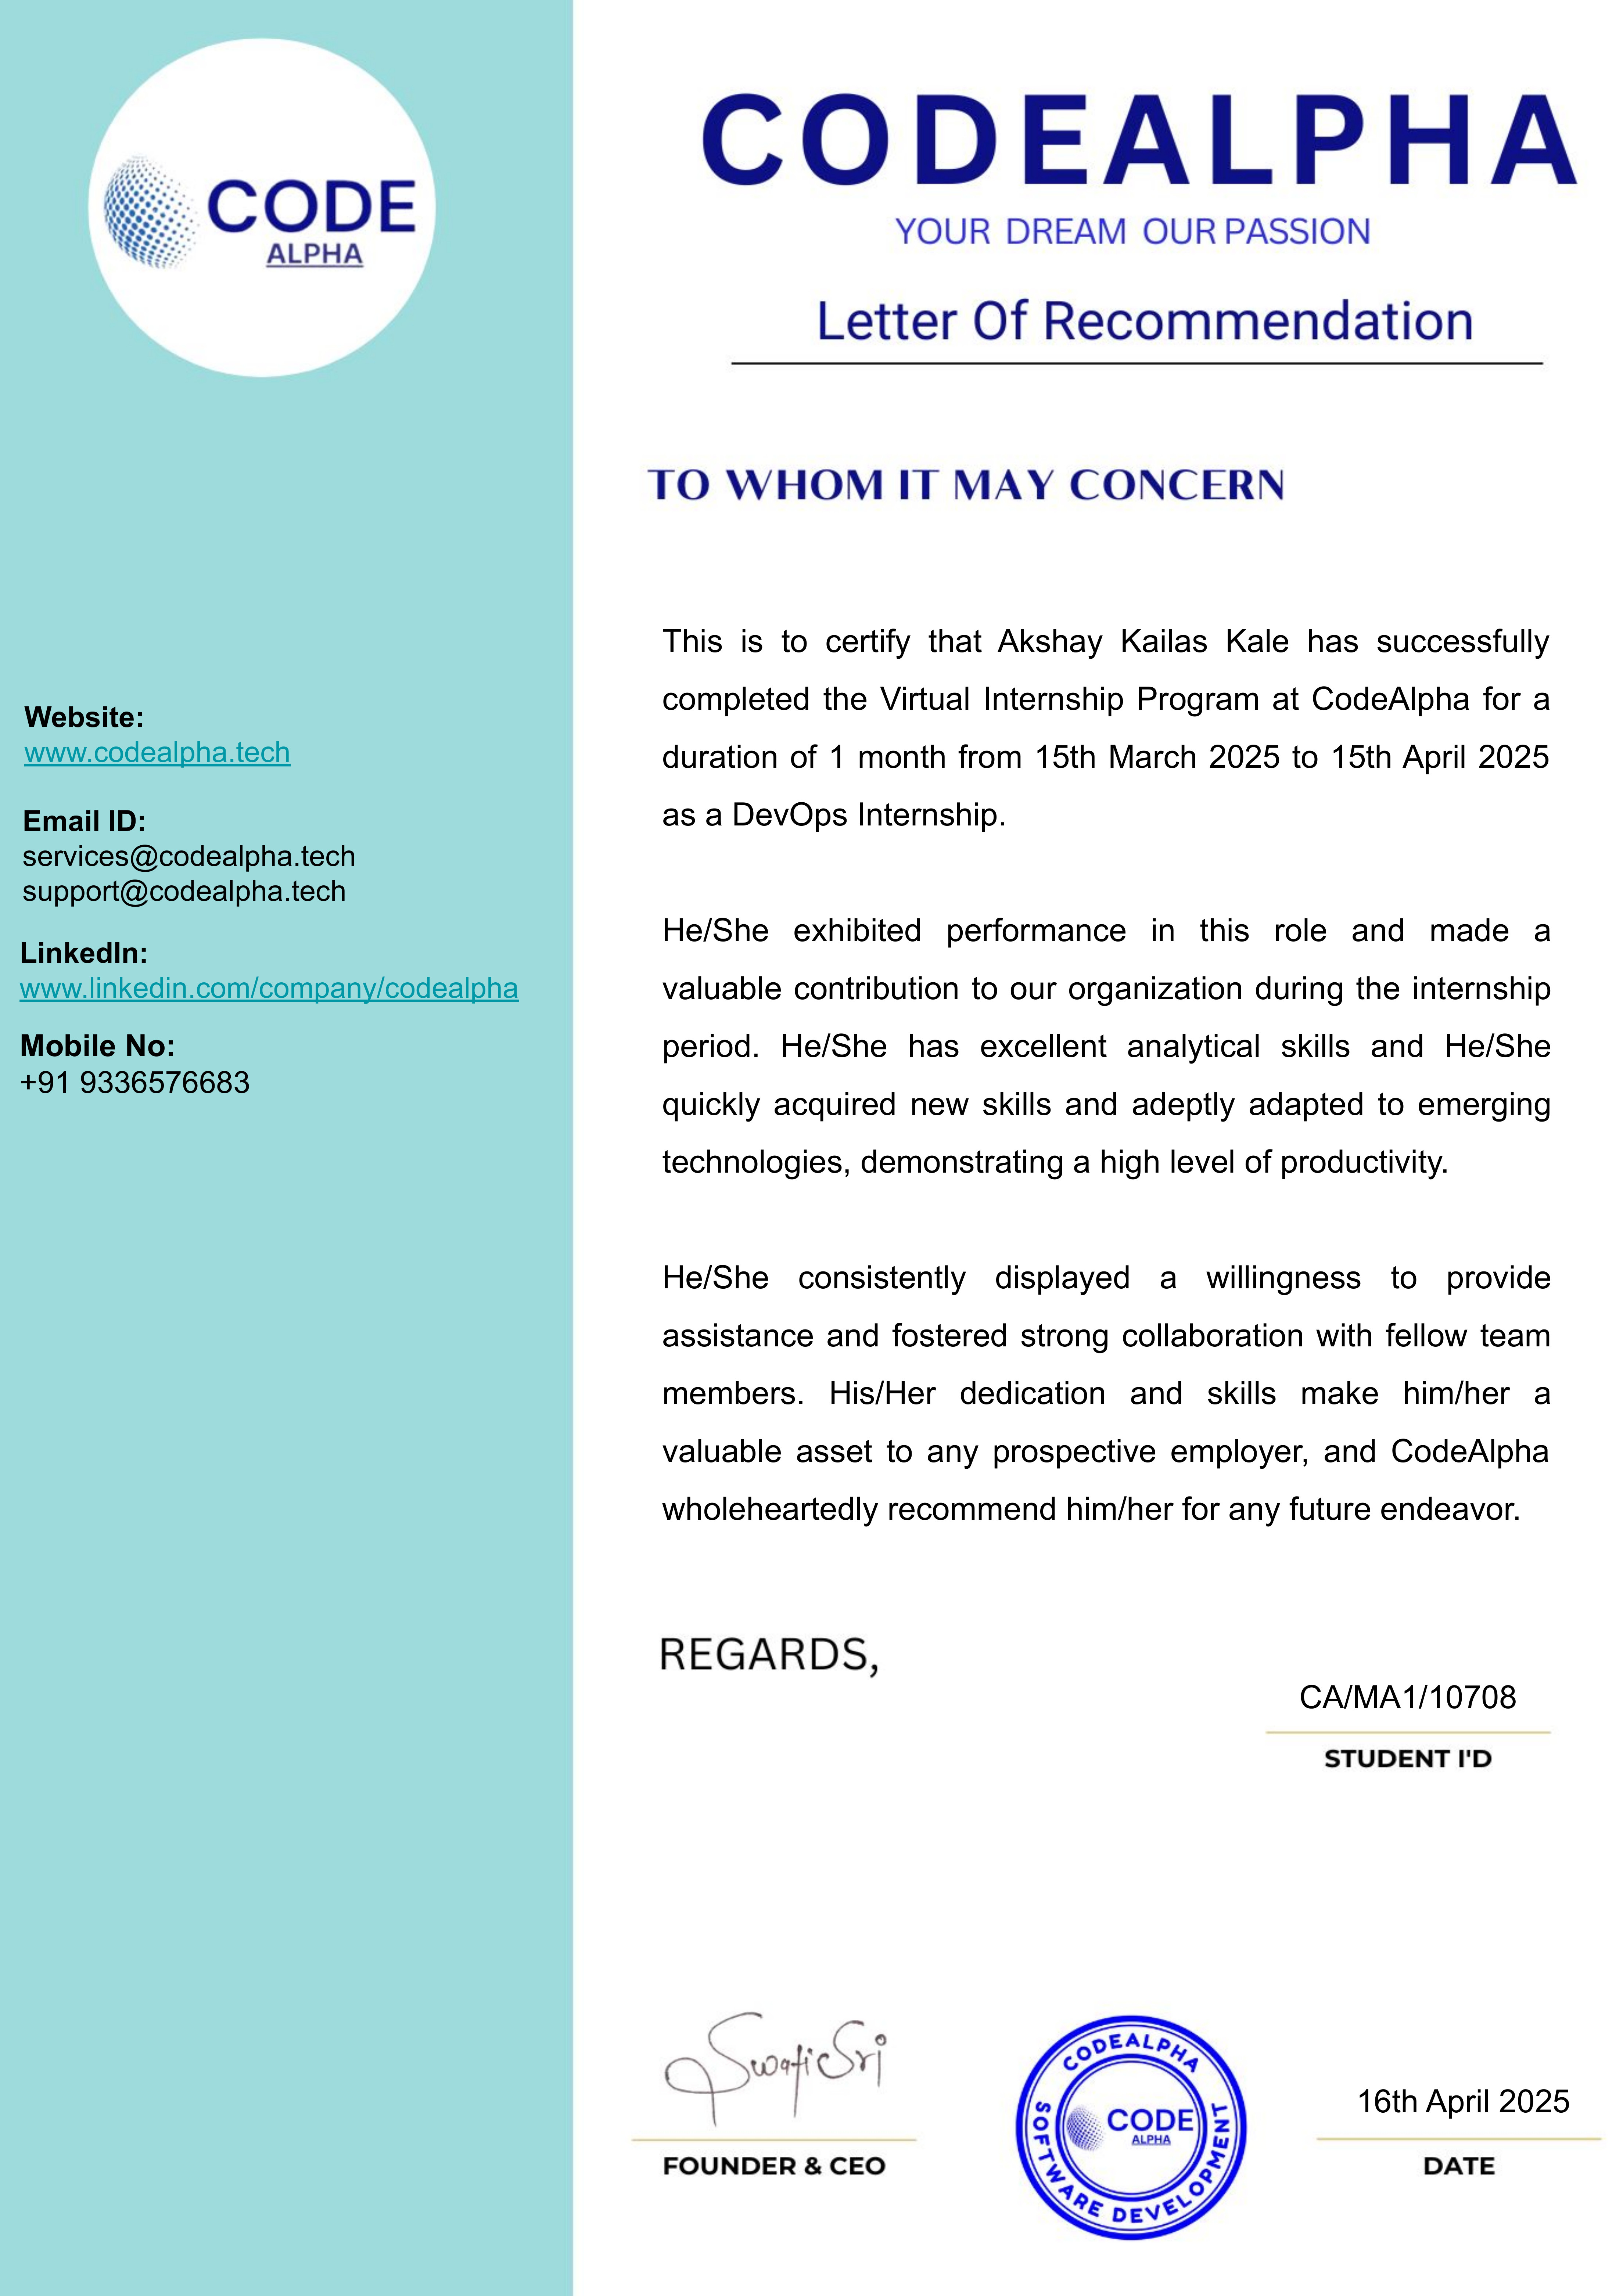 CODE
ALPHA
CODEALPHA
YOUR DREAM OUR PASSION
Letter Of Recommendation
TO WHOM IT MAY CONCERN
Website:
www.codealpha.tech
Email ID:
services@codealpha.tech
support@codealpha.tech
LinkedIn:
www.linkedin.com/company/codealpha
Mobile No:
+91 9336576683
This is to certify that Akshay Kailas Kale has successfully
completed the Virtual Internship Program at CodeAlpha for a
duration of 1 month from 15th March 2025 to 15th April 2025
as a DevOps Internship.
He/She exhibited performance in this role and made a
valuable contribution to our organization during the internship
period. He/She has excellent analytical skills and He/She
quickly acquired new skills and adeptly adapted to emerging
technologies, demonstrating a high level of productivity.
He/She consistently displayed a willingness to provide
assistance and fostered strong collaboration with fellow team
members. His/Her dedication and skills make him/her a
valuable asset to any prospective employer, and CodeAlpha
wholeheartedly recommend him/her for any future endeavor.
REGARDS,
CA/MA1/10708
STUDENT I'D
Swati Sri
FOUNDER & CEO
CODEALPHA
CODE
ALPHA
SOFTWARE DEVELOPMENT
16th April 2025
DATE